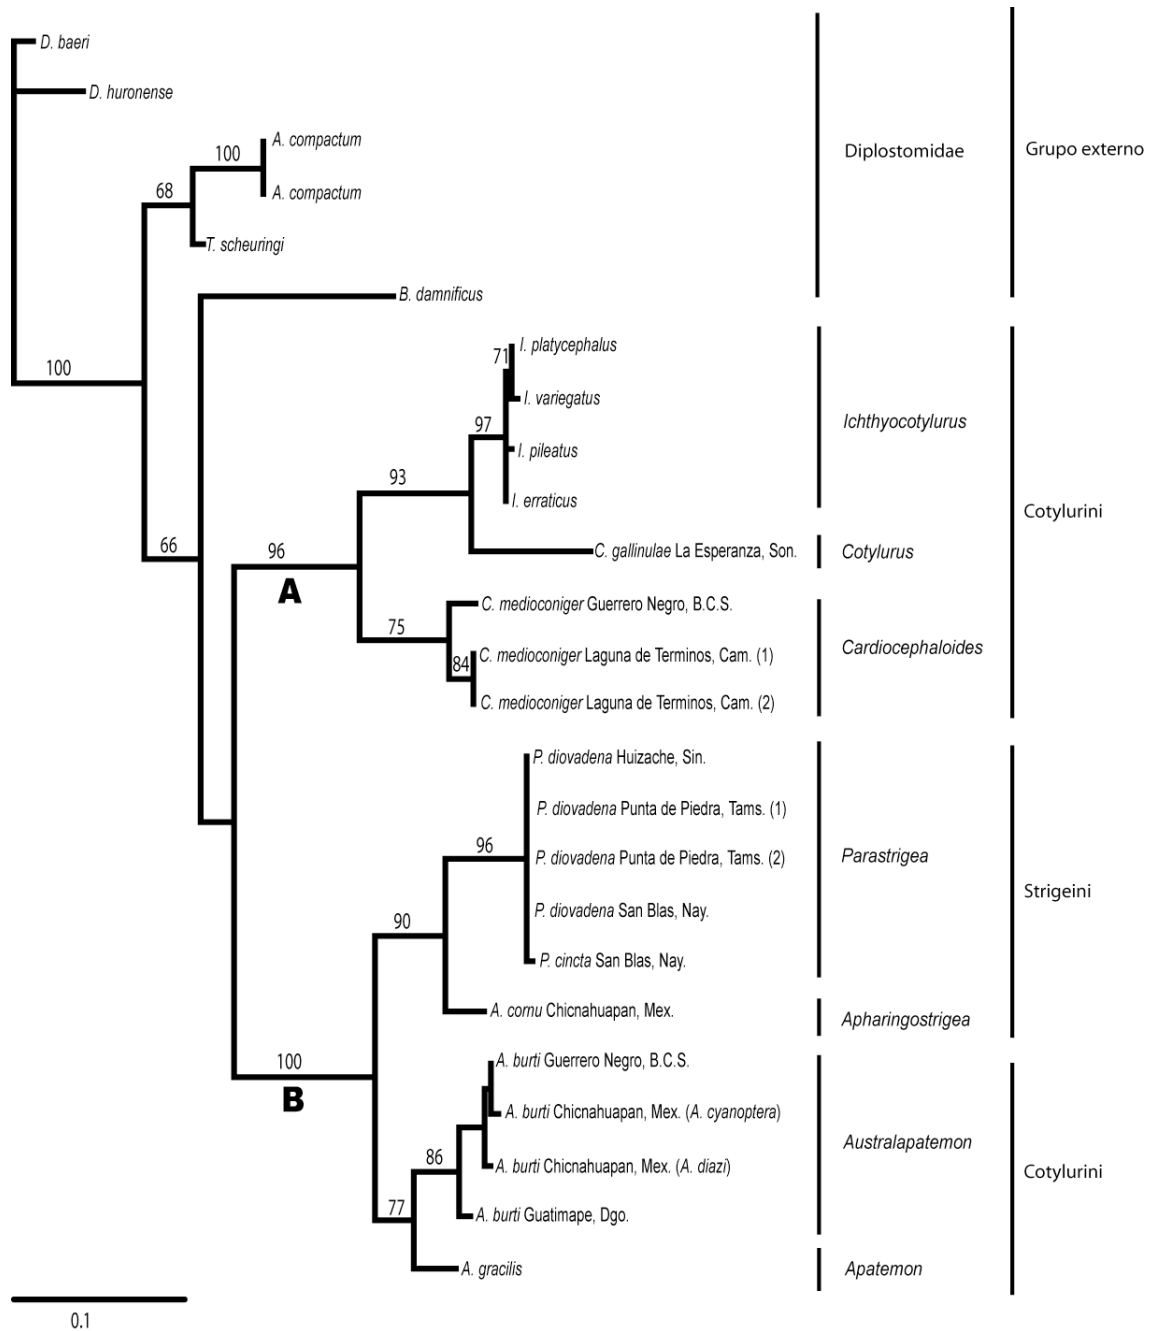 D. baeri
D. huronense
A. compactum
100
Diplostomidae
Grupo externo
A. compactum
68
T. scheuringi
B. damnificus
I. platycephalus
71
100
I. variegatus
Ichthyocotylurus
97
I. pileatus
93
I. erraticus
Cotylurini
66
96
C. gallinulae La Esperanza, Son.
Cotylurus
A
C. medioconiger Guerrero Negro, B.C.S.
75
Cardiocephaloides
C. medioconiger Laguna de Terminos, Cam. (1)
84
C. medioconiger Laguna de Terminos, Cam. (2)
P. diovadena Huizache, Sin.
P. diovadena Punta de Piedra, Tams. (1)
96
P. diovadena Punta de Piedra, Tams. (2)
Parastrigea
Strigeini
90
P. diovadena San Blas, Nay.
P. cincta San Blas, Nay.
A. cornu Chicnahuapan, Mex.
Apharingostrigea
100
A. burti Guerrero Negro, B.C.S.
B
A. burti Chicnahuapan, Mex. (A. cyanoptera)
Australapatemon
86
A. burti Chicnahuapan, Mex. (A. diazi)
Cotylurini
77
A. burti Guatimape, Dgo.
A. gracilis
Apatemon
0.1